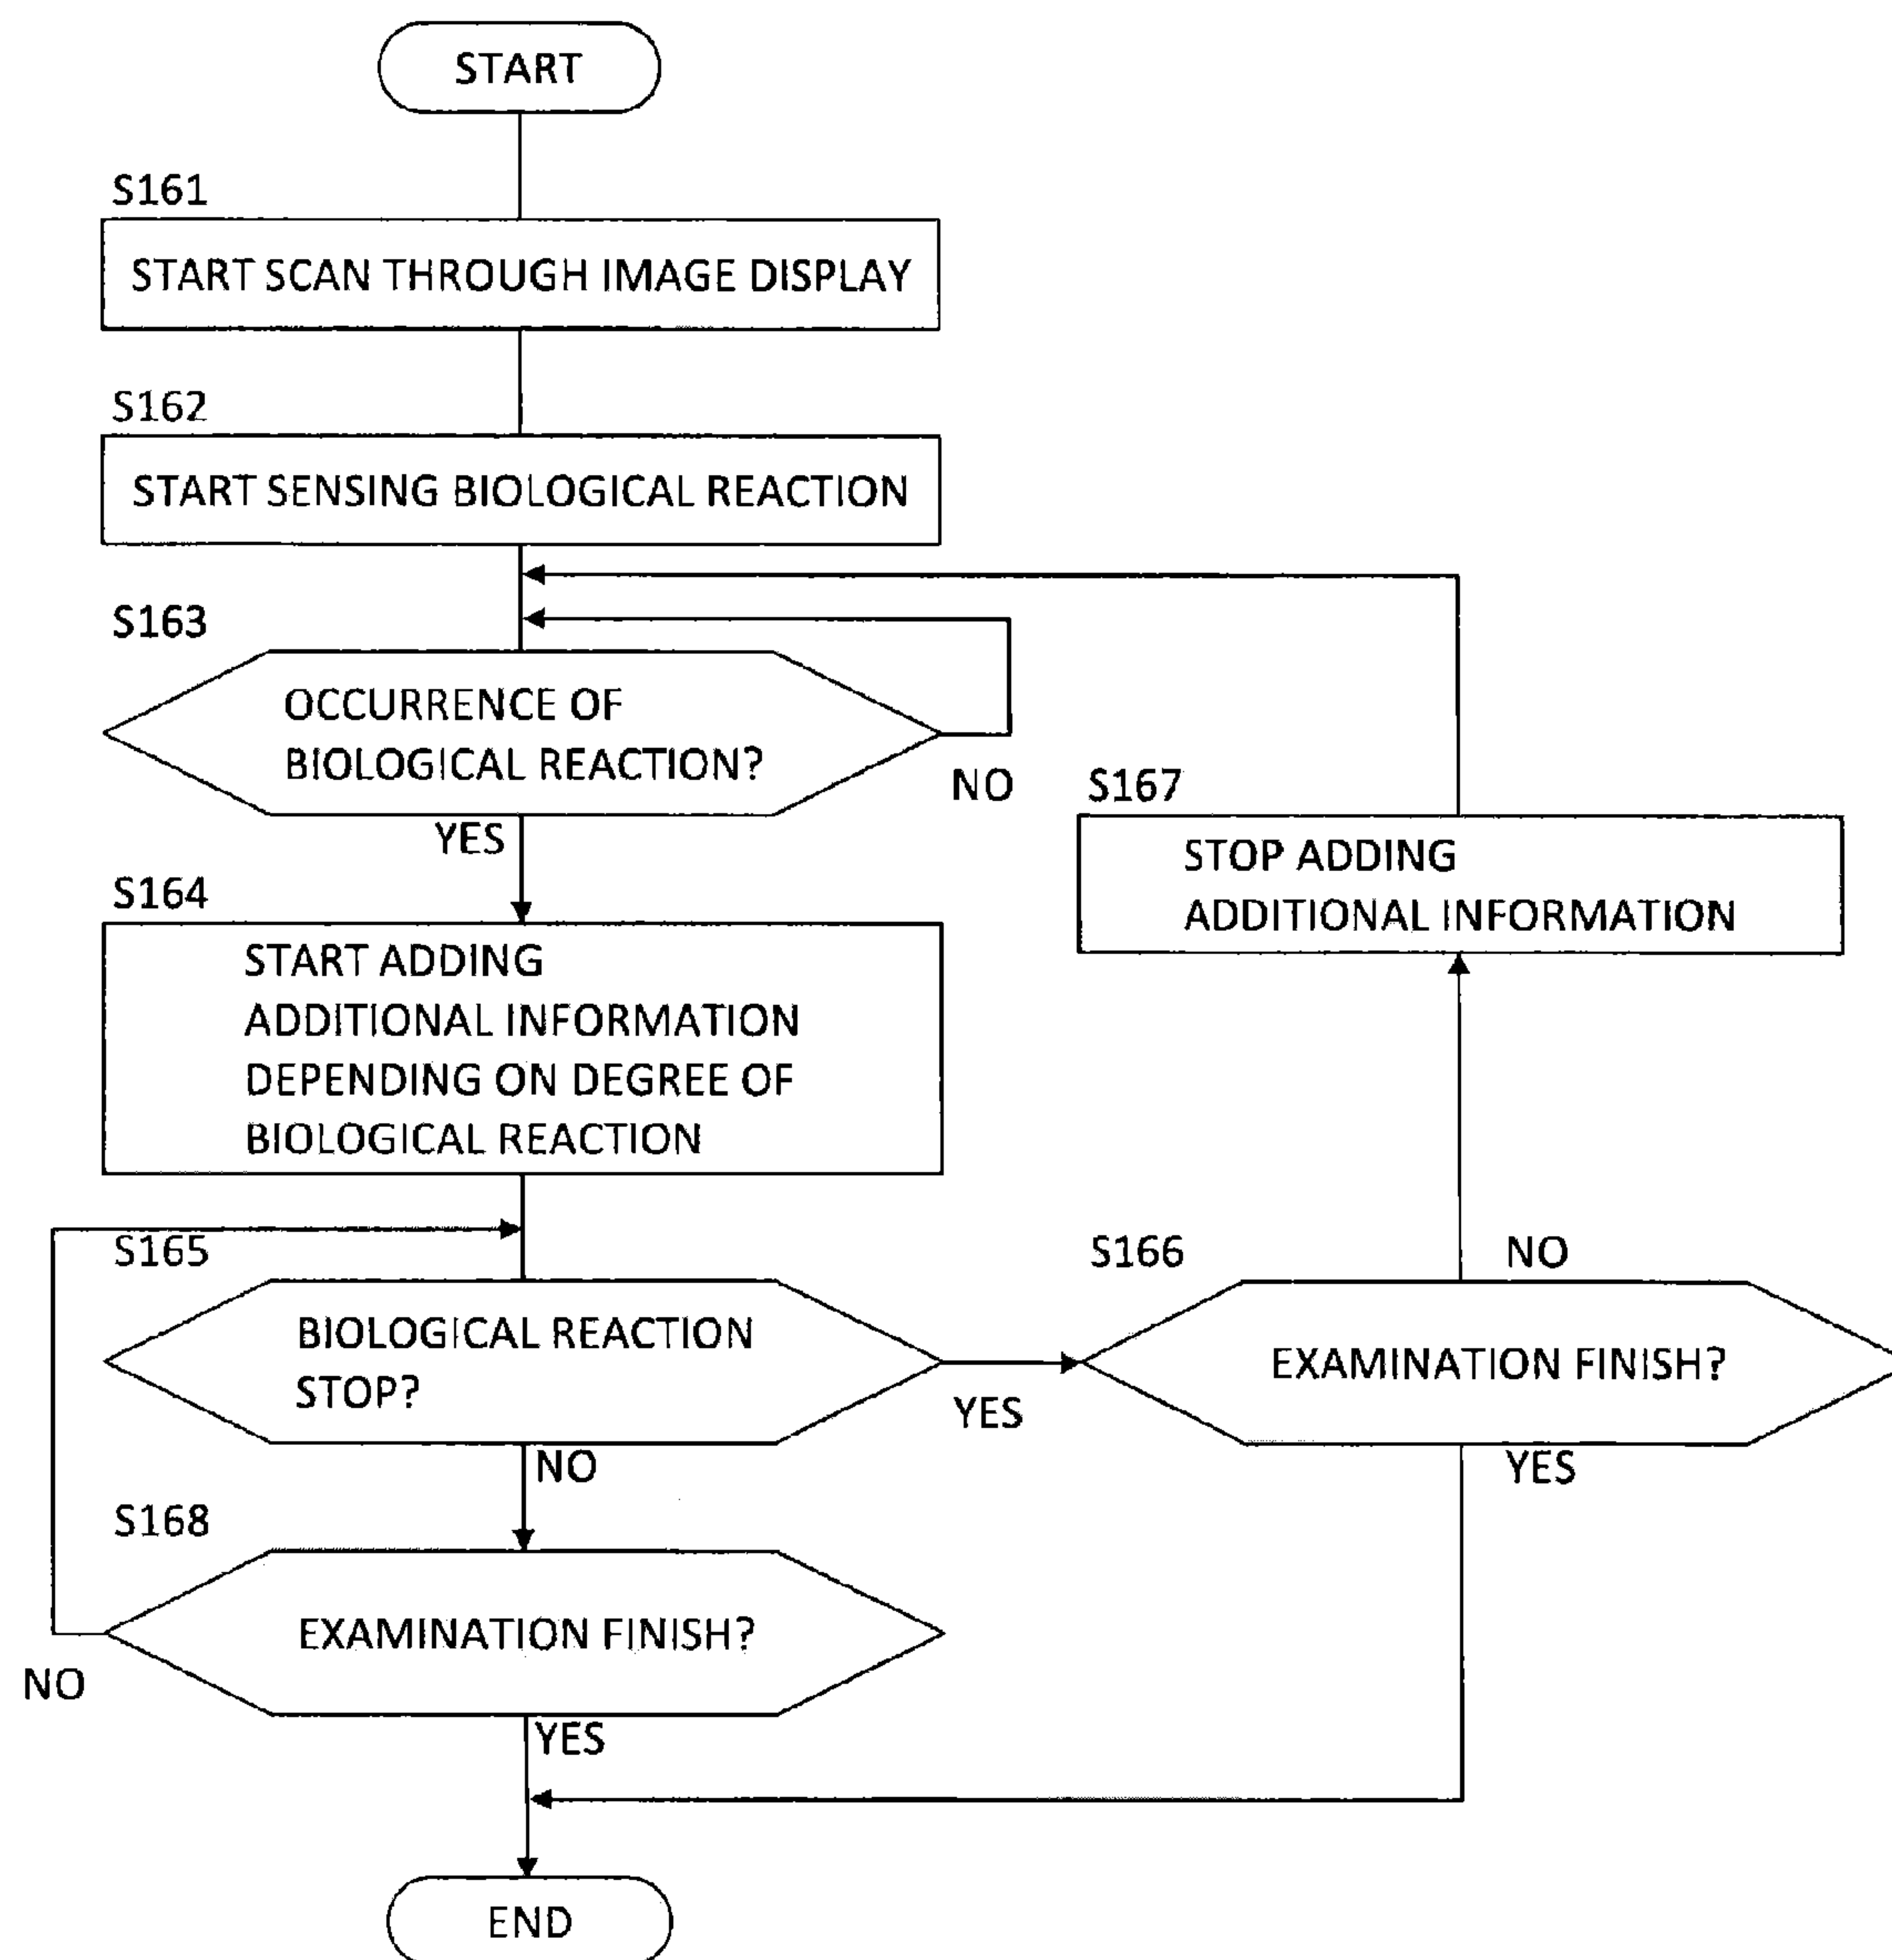 START
S161
START SCAN THROUGH IMAGE DISPLAY
S162
START SENSING BIOLOGICAL REACTION
S163
OCCURRENCE OF
BIOLOGICAL REACTION?
NO
YES
S164
START ADDING
ADDITIONAL INFORMATION
DEPENDING ON DEGREE OF
BIOLOGICAL REACTION
S165
BIOLOGICAL REACTION
STOP?
YES
NO
S166
EXAMINATION FINISH?
NO
YES
S167
STOP ADDING
ADDITIONAL INFORMATION
S168
EXAMINATION FINISH?
NO
YES
END